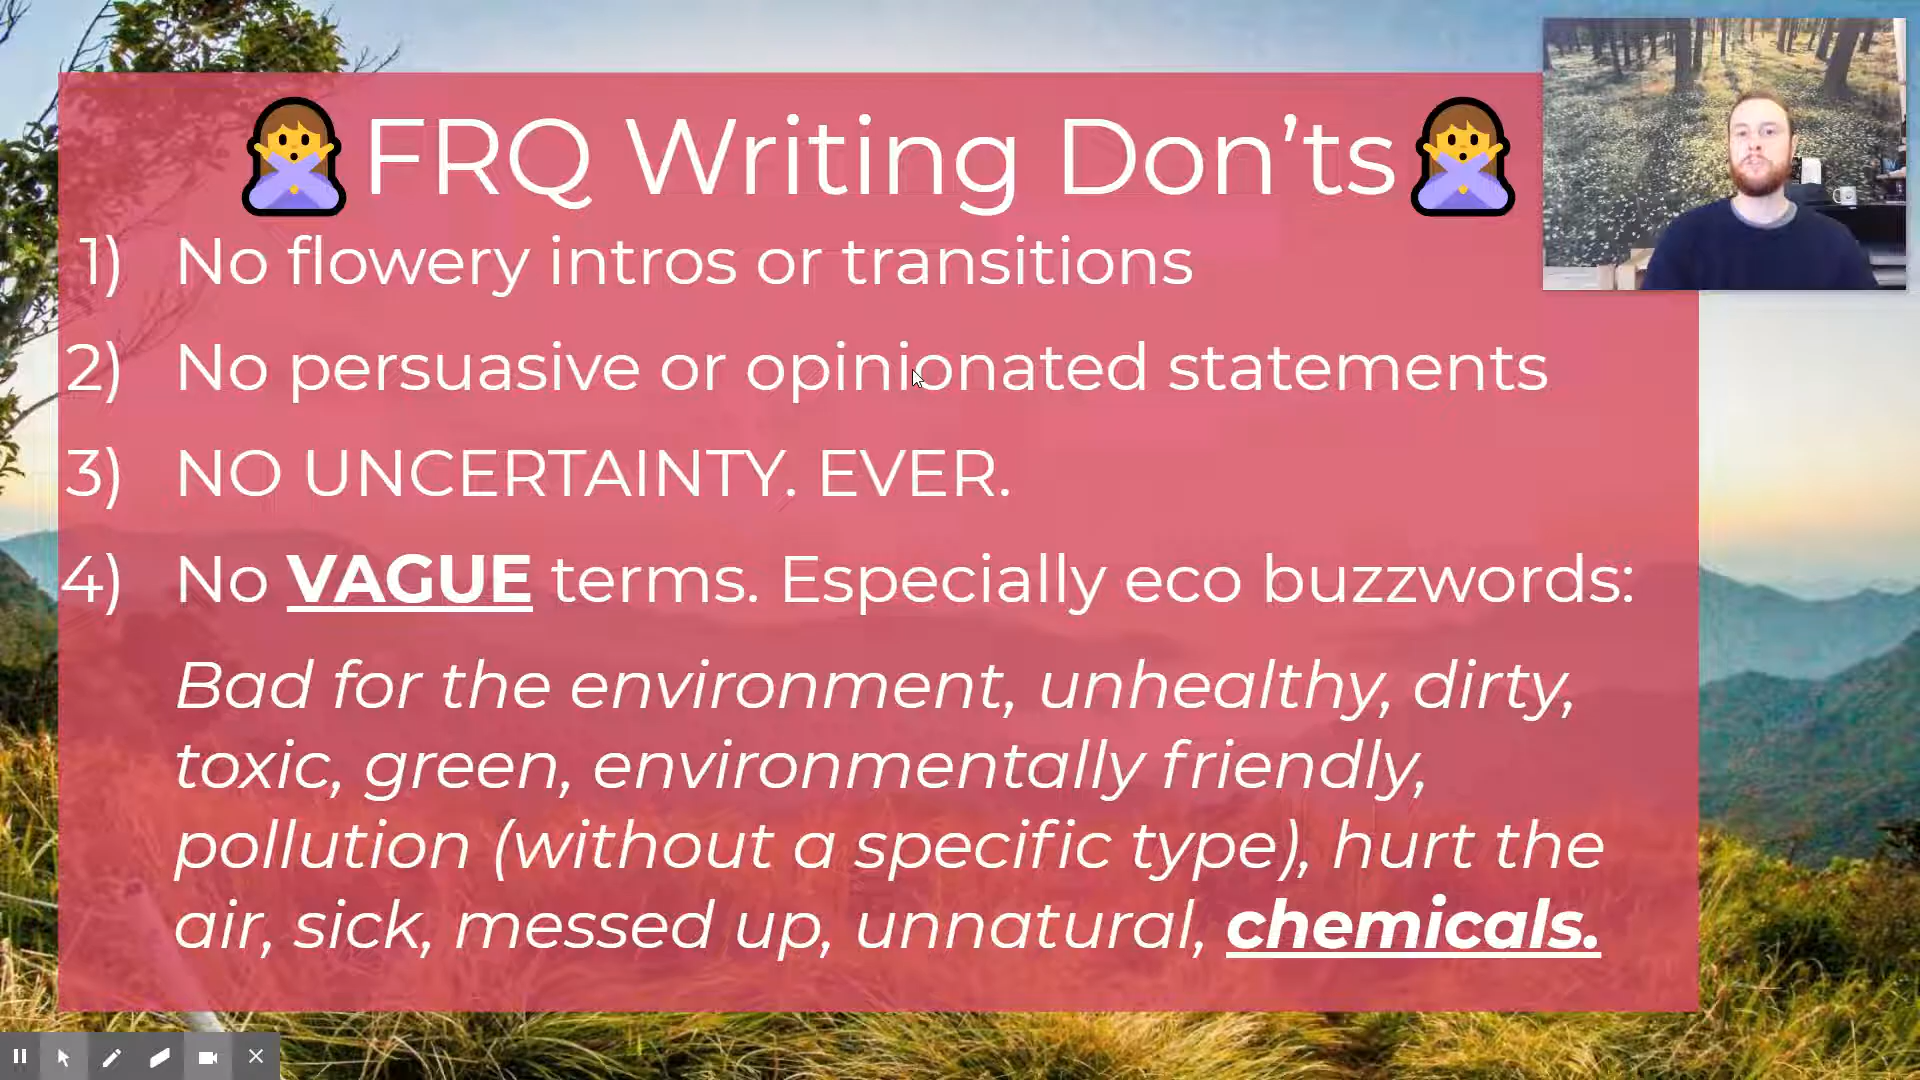 FRQ Writing Don’ts
1) No flowery intros or transitions
2) No persuasive or opinionated statements
3) NO UNCERTAINTY. EVER.
4) No VAGUE terms. Especially eco buzzwords:
Bad for the environment, unhealthy, dirty,
toxic, green, environmentally friendly,
pollution (without a specific type), hurt the
air, sick, messed up, unnatural, chemicals.